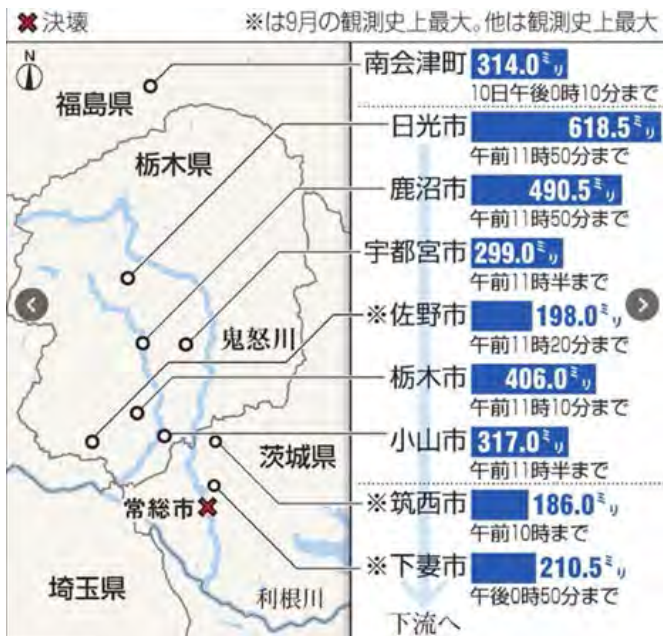 ✖決壊
※は9月の観測史上最大。他は観測史上最大
N
福島県
栃木県
鬼怒川
茨城県
常総市✖
埼玉県
利根川
南会津町 314.0ミリ
10日午後0時10分まで
日光市 618.5ミリ
午前11時50分まで
鹿沼市 490.5ミリ
午前11時50分まで
宇都宮市 299.0ミリ
午前11時半まで
※佐野市 198.0ミリ
午前11時20分まで
栃木市 406.0ミリ
午前11時10分まで
小山市 317.0ミリ
午前11時半まで
※筑西市 186.0ミリ
午前10時まで
※下妻市 210.5ミリ
午後0時50分まで
下流へ